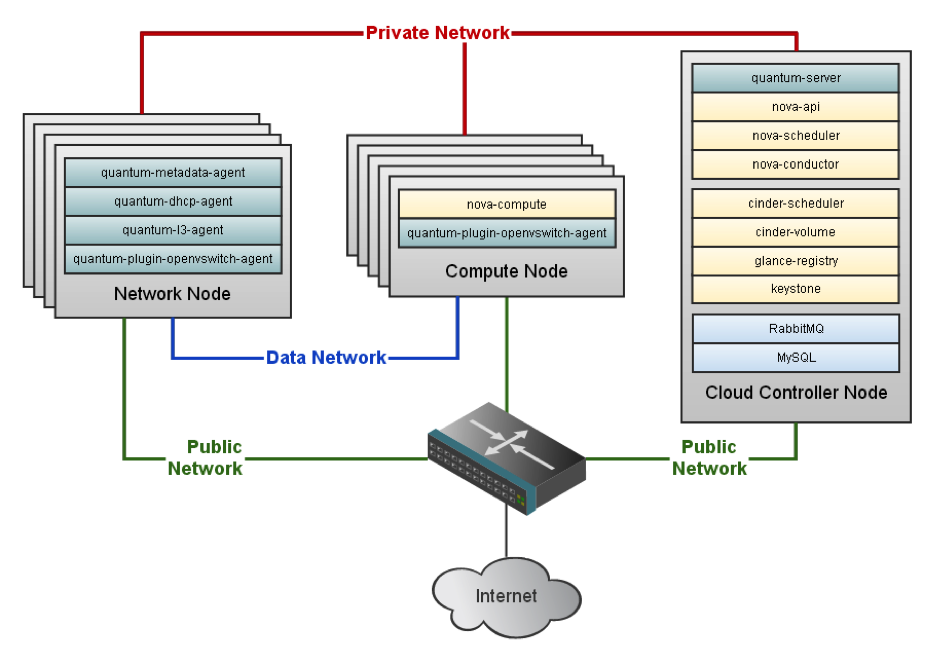 Private Network
quantum-metadata-agent
quantum-dhcp-agent
quantum-l3-agent
quantum-plugin-openvswitch-agent
Network Node
nova-compute
quantum-plugin-openvswitch-agent
Compute Node
quantum-server
nova-api
nova-scheduler
nova-conductor
cinder-scheduler
cinder-volume
glance-registry
keystone
RabbitMQ
MySQL
Cloud Controller Node
Data Network
Public
Network
Public
Network
Internet